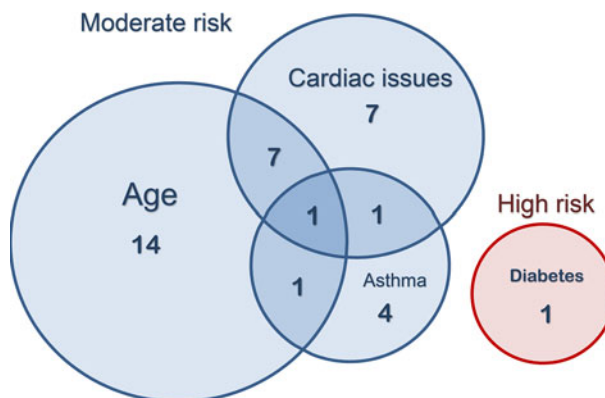 Moderate risk
Cardiac issues
7
7
Age
14
1
1
1
Asthma
4
High risk
Diabetes
1